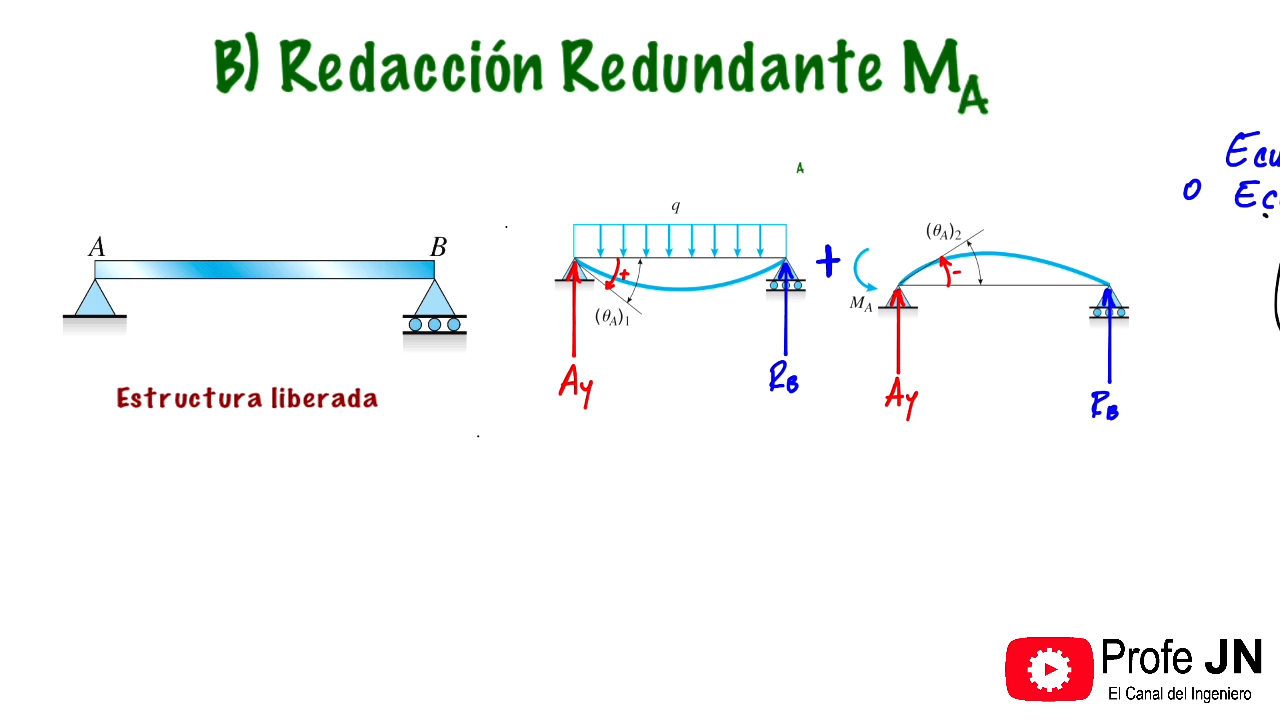 B) Redacción Redundante MA
Ecu
o Ec
A
q
A B
(θA)2
+
+ -
MA
(θA)1
Ay RB Ay RB
Estructura liberada
Profe JN
El Canal del Ingeniero